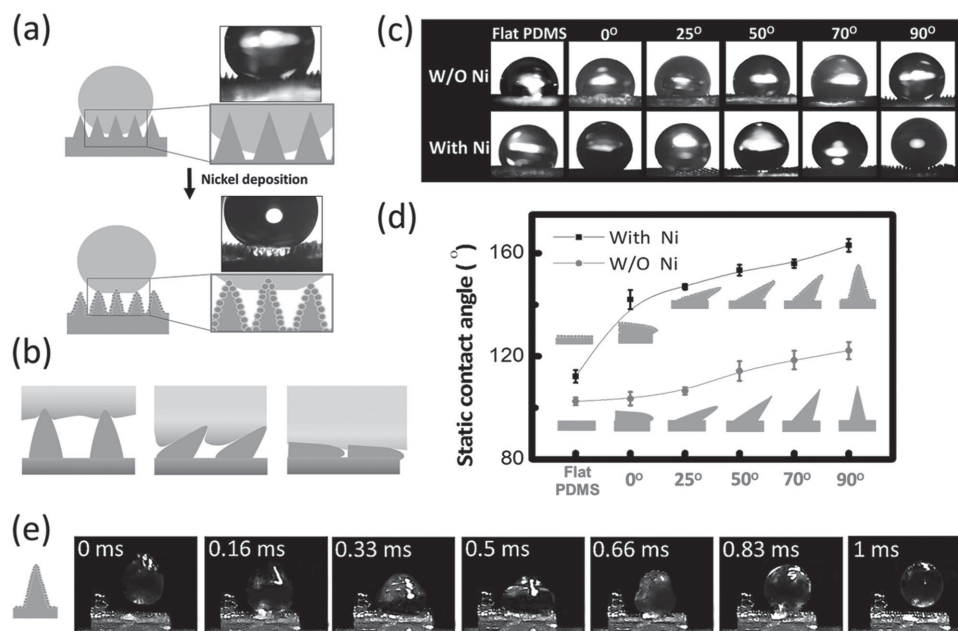 (a)
Nickel deposition
(b)
(c)
Flat PDMS 0° 25° 50° 70° 90°
W/O Ni
With Ni
(d)
Static contact angle ( ° )
160
120
80
With Ni
W/O Ni
Flat PDMS 0° 25° 50° 70° 90°
(e)
0 ms 0.16 ms 0.33 ms 0.5 ms 0.66 ms 0.83 ms 1 ms